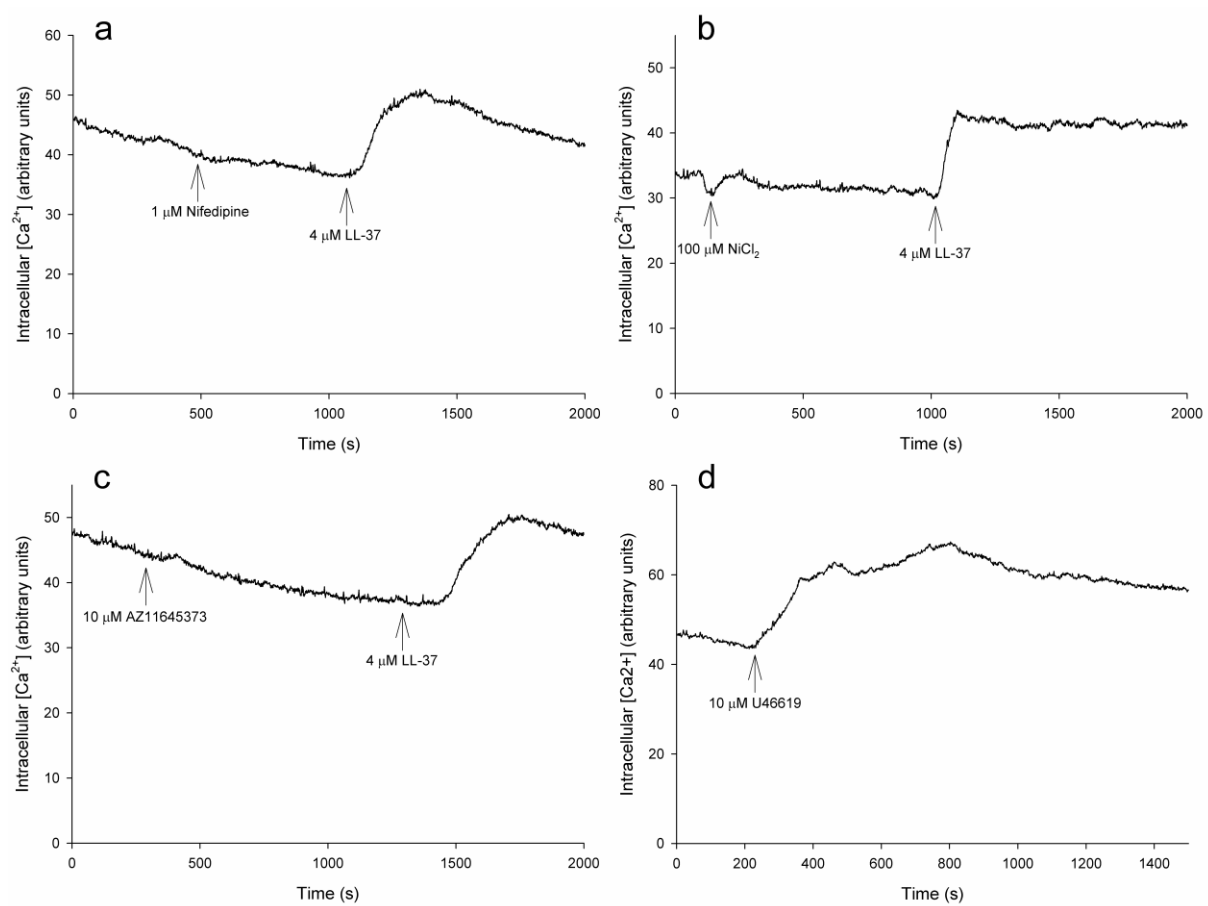 a
Intracellular [Ca²⁺] (arbitrary units)
60
50
40
30
20
10
0
1 μM Nifedipine
4 μM LL-37
0 500 1000 1500 2000
Time (s)
b
Intracellular [Ca²⁺] (arbitrary units)
50
40
30
20
10
0
100 μM NiCl₂
4 μM LL-37
0 500 1000 1500 2000
Time (s)
c
Intracellular [Ca²⁺] (arbitrary units)
50
40
30
20
10
0
10 μM AZ11645373
4 μM LL-37
0 500 1000 1500 2000
Time (s)
d
Intracellular [Ca2+] (arbitrary units)
80
60
40
20
0
10 μM U46619
0 200 400 600 800 1000 1200 1400
Time (s)